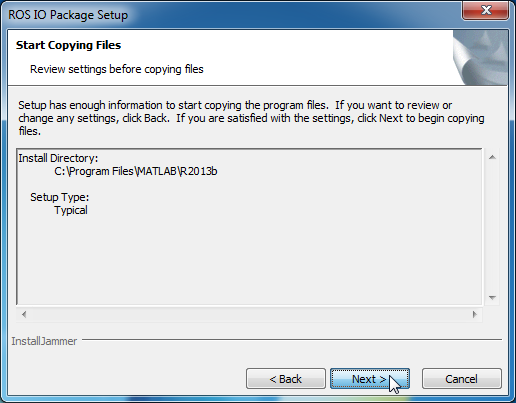 ROS IO Package Setup
Start Copying Files
Review settings before copying files
Setup has enough information to start copying the program files. If you want to review or
change any settings, click Back. If you are satisfied with the settings, click Next to begin copying
files.
Install Directory:
C:\Program Files\MATLAB\R2013b
Setup Type:
Typical
InstallJammer
< Back
Next >
Cancel